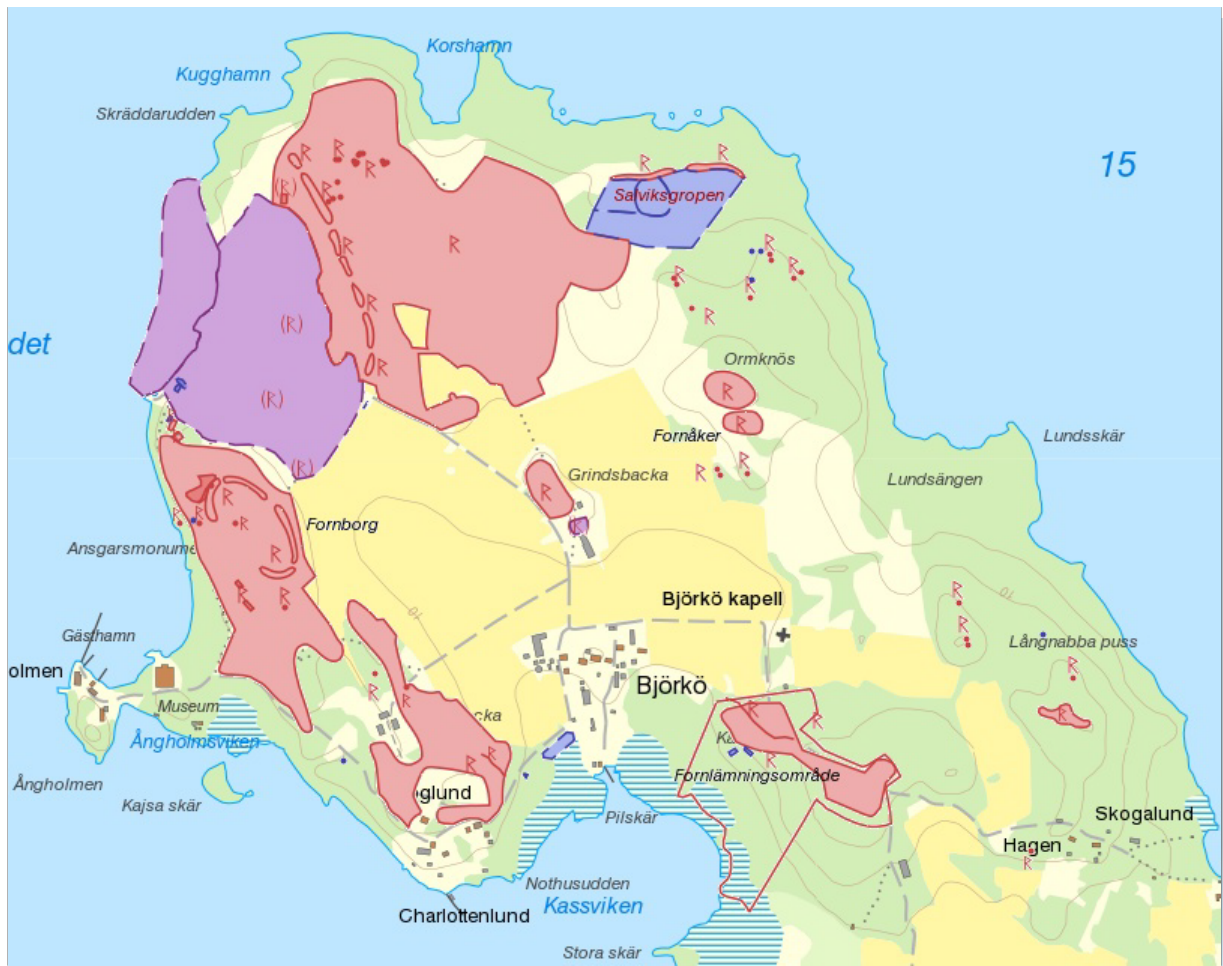 Korshamn
Kugghamn
Skräddarudden
15
Salviksgropen
det
Ormknös
Fornåker
Lundsskär
Grindsbacka
Lundsängen
Fornborg
Ansgarsmonume
Björkö kapell
Gästhamn
Långnabba puss
olmen
Björkö
Museum
cka
Ka
Ångholmsviken
Fornlämningsområde
Ångholmen
Kajsa skär
glund
Pilskär
Skogalund
Hagen
Nothusudden
Kassviken
Charlottenlund
Stora skär